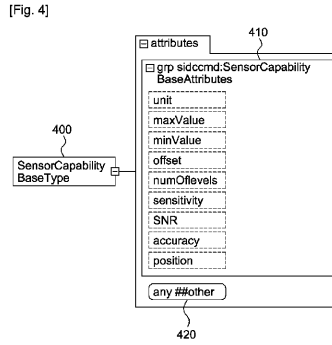 [Fig. 4]
attributes
410
grp sidccmd:SensorCapability
BaseAttributes
unit
maxValue
minValue
offset
numOflevels
sensitivity
SNR
accuracy
position
400
SensorCapability
BaseType
any ##other
420